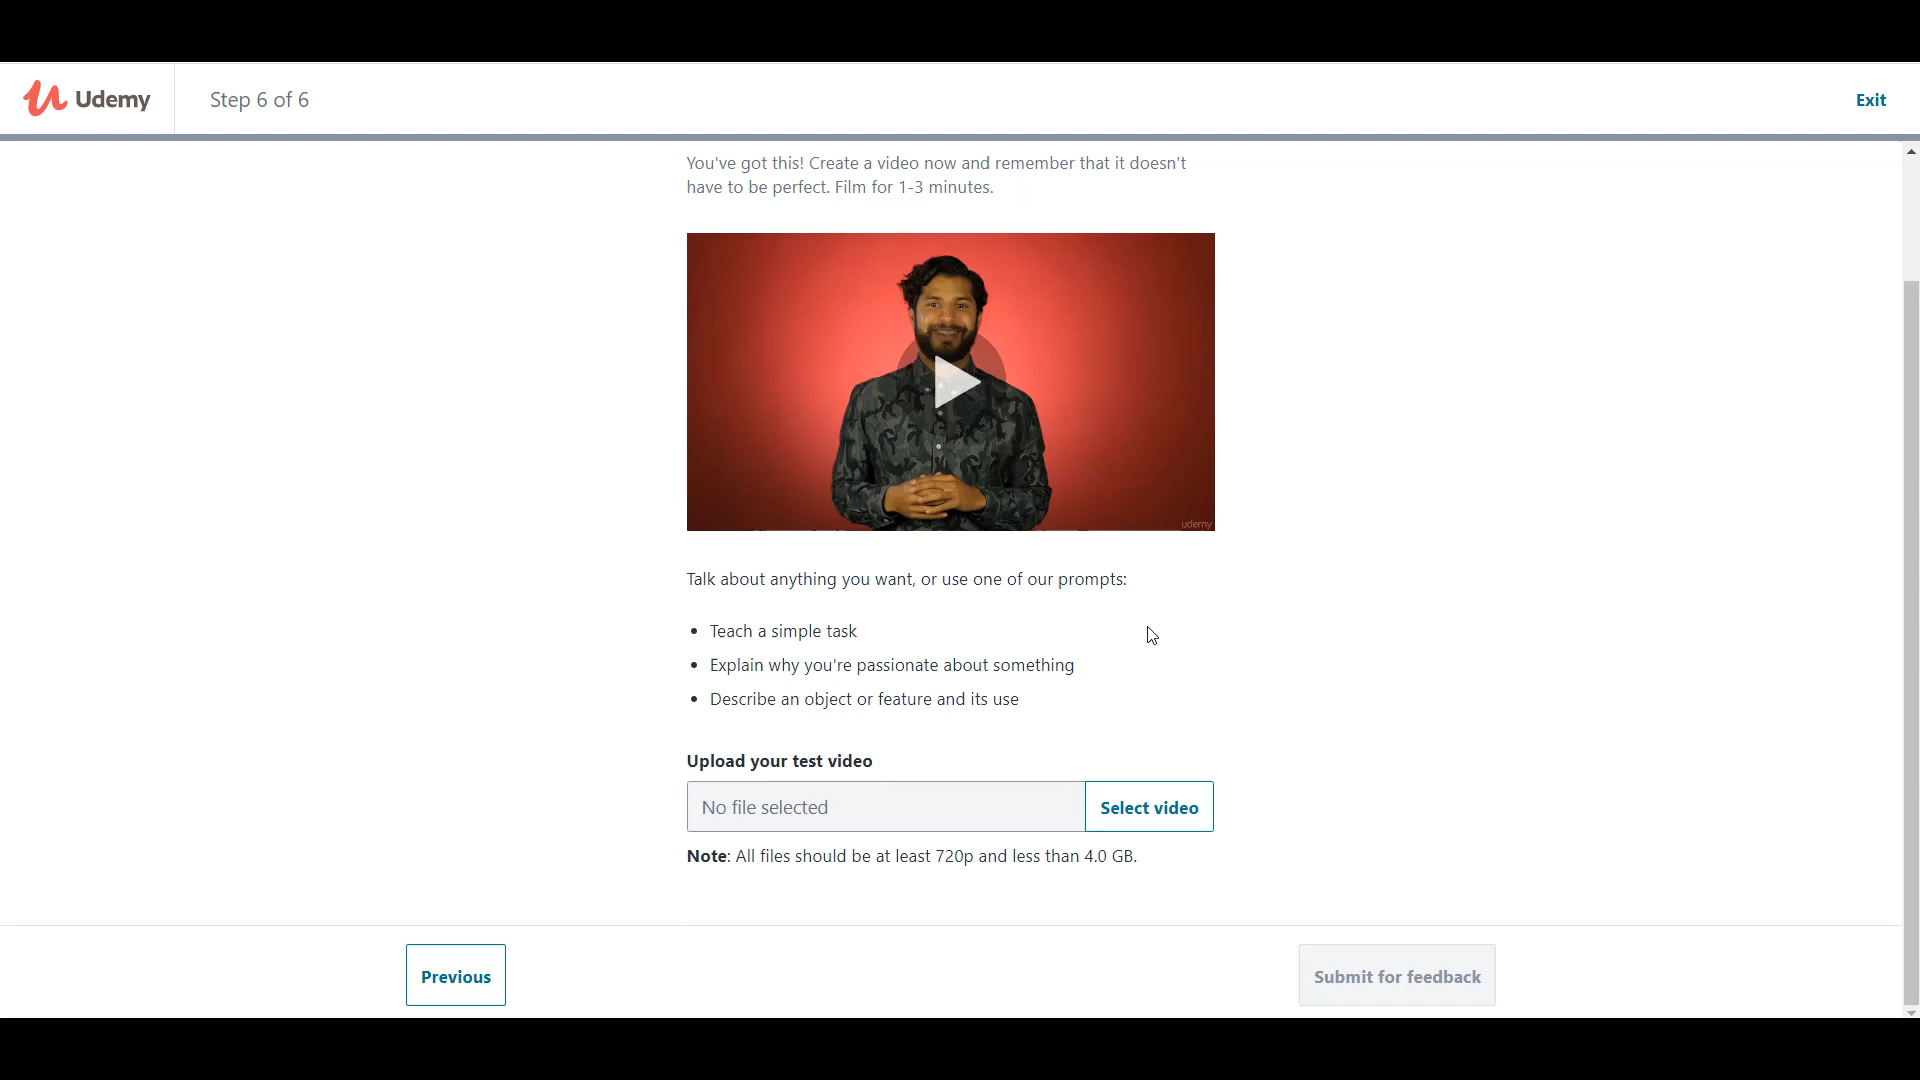 Udemy
Step 6 of 6
Exit
You've got this! Create a video now and remember that it doesn't
have to be perfect. Film for 1-3 minutes.
udemy
Talk about anything you want, or use one of our prompts:
• Teach a simple task
• Explain why you're passionate about something
• Describe an object or feature and its use
Upload your test video
No file selected
Select video
Note: All files should be at least 720p and less than 4.0 GB.
Previous
Submit for feedback